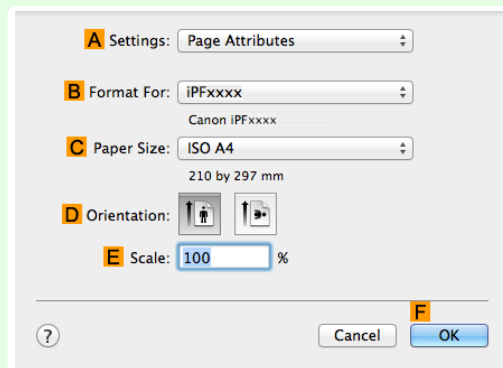 A Settings: Page Attributes
B Format For: iPFxxxx
Canon iPFxxxx
C Paper Size: ISO A4
210 by 297 mm
D Orientation:
E Scale: 100 %
F
? Cancel OK